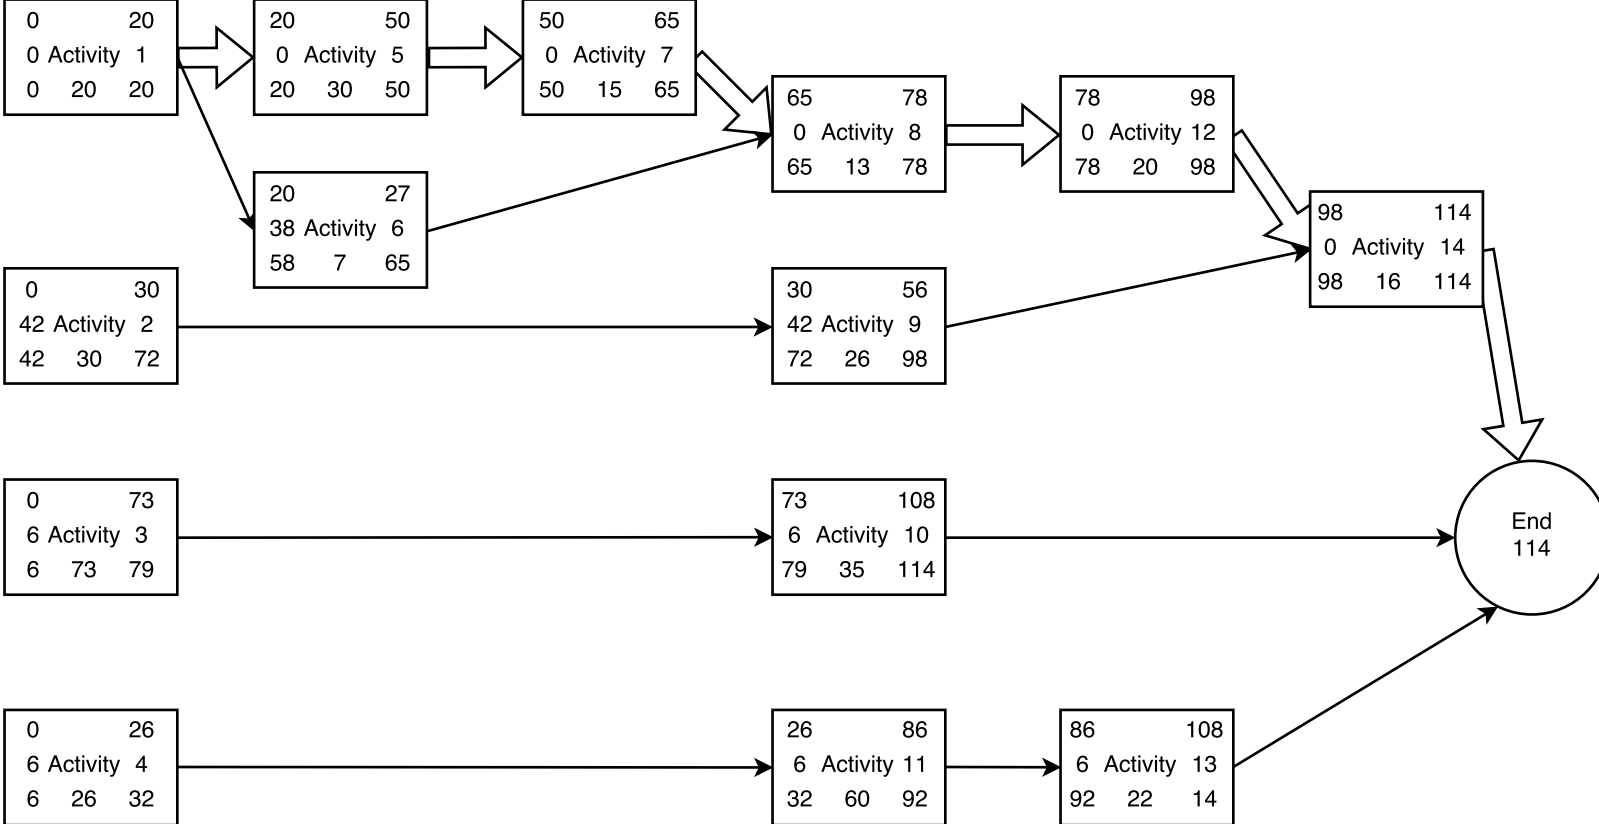 0 20
0 Activity 1
0 20 20
20 50
0 Activity 5
20 30 50
50 65
0 Activity 7
50 15 65
65 78
0 Activity 8
65 13 78
78 98
0 Activity 12
78 20 98
20 27
38 Activity 6
58 7 65
98 114
0 Activity 14
98 16 114
0 30
42 Activity 2
42 30 72
30 56
42 Activity 9
72 26 98
0 73
6 Activity 3
6 73 79
73 108
6 Activity 10
79 35 114
End
114
0 26
6 Activity 4
6 26 32
26 86
6 Activity 11
32 60 92
86 108
6 Activity 13
92 22 14